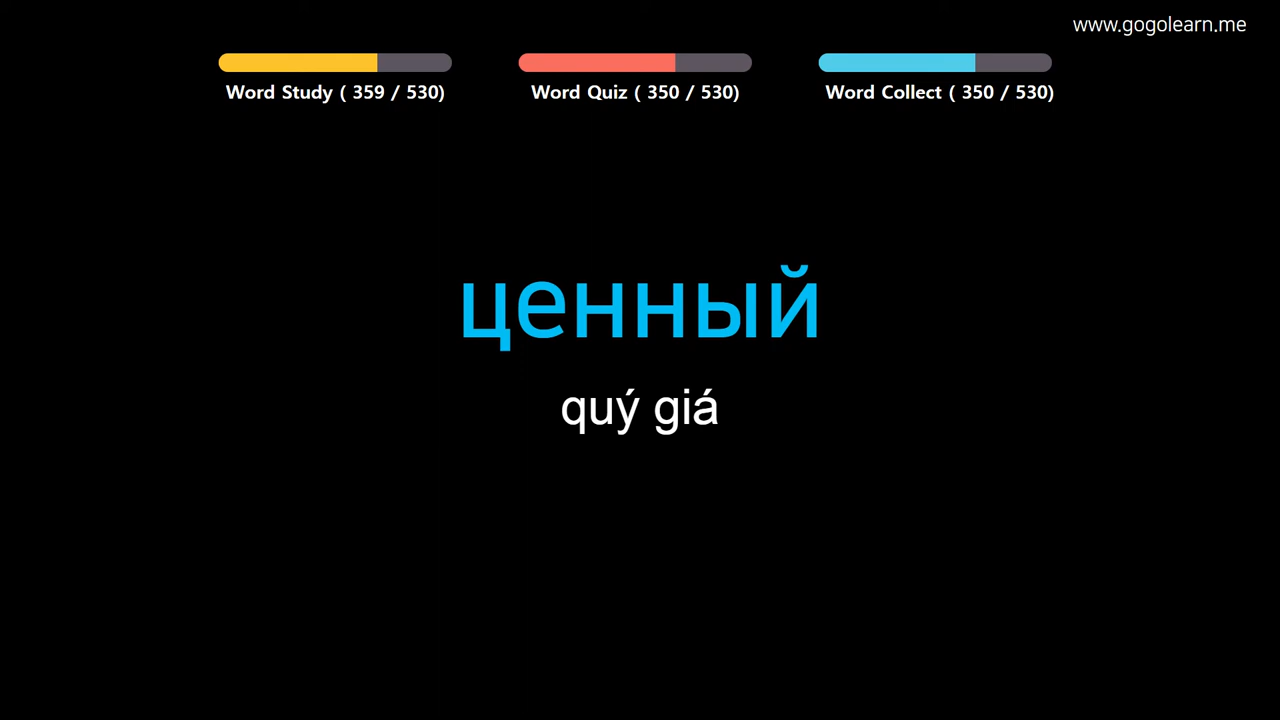 www.gogolearn.me
Word Study ( 359 / 530)
Word Quiz ( 350 / 530)
Word Collect ( 350 / 530)
ценный
quý giá